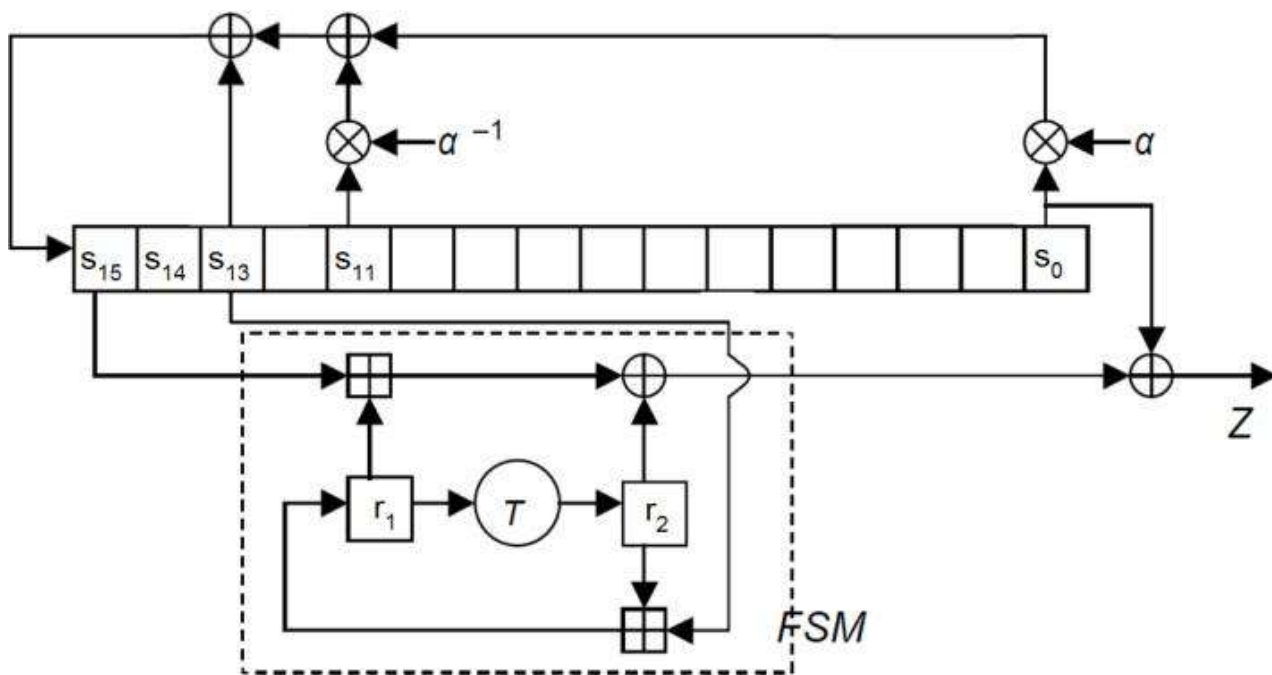 α ⁻¹
α
s₁₅ s₁₄ s₁₃ s₁₁ s₀
Z
r₁ T r₂
FSM